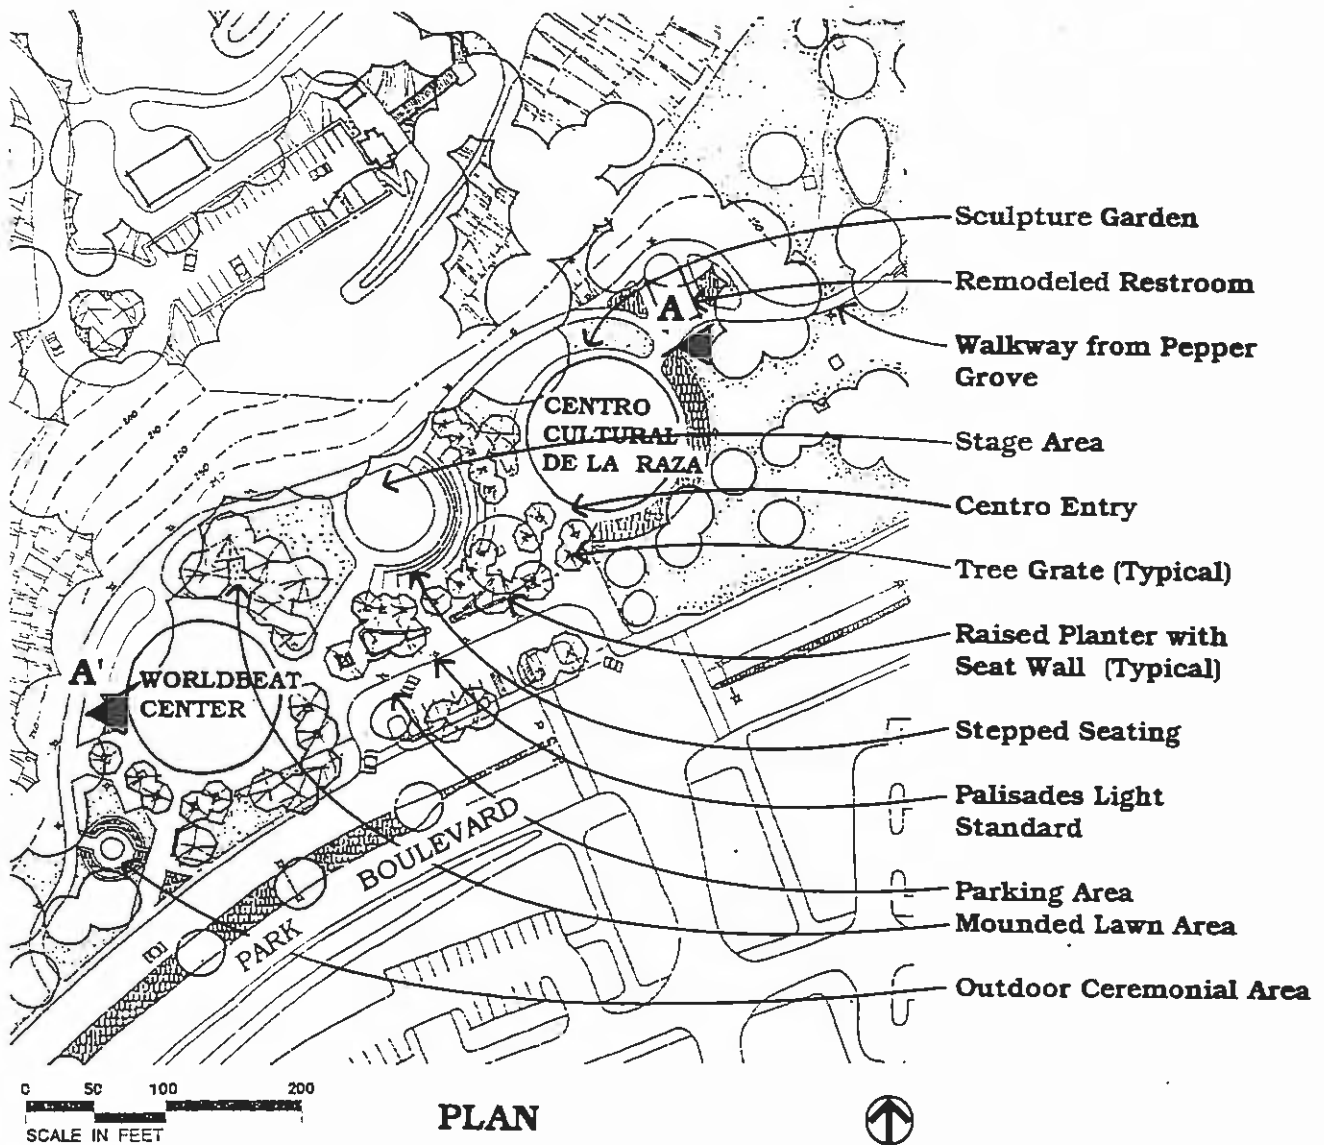 Sculpture Garden
Remodeled Restroom
A
Walkway from Pepper
Grove
CENTRO
CULTURAL
DE LA RAZA
Stage Area
Centro Entry
Tree Grate (Typical)
Raised Planter with
Seat Wall (Typical)
A'
WORLDBEAT
CENTER
Stepped Seating
Palisades Light
Standard
Parking Area
Mounded Lawn Area
PARK BOULEVARD
Outdoor Ceremonial Area
0 50 100 200
SCALE IN FEET
PLAN